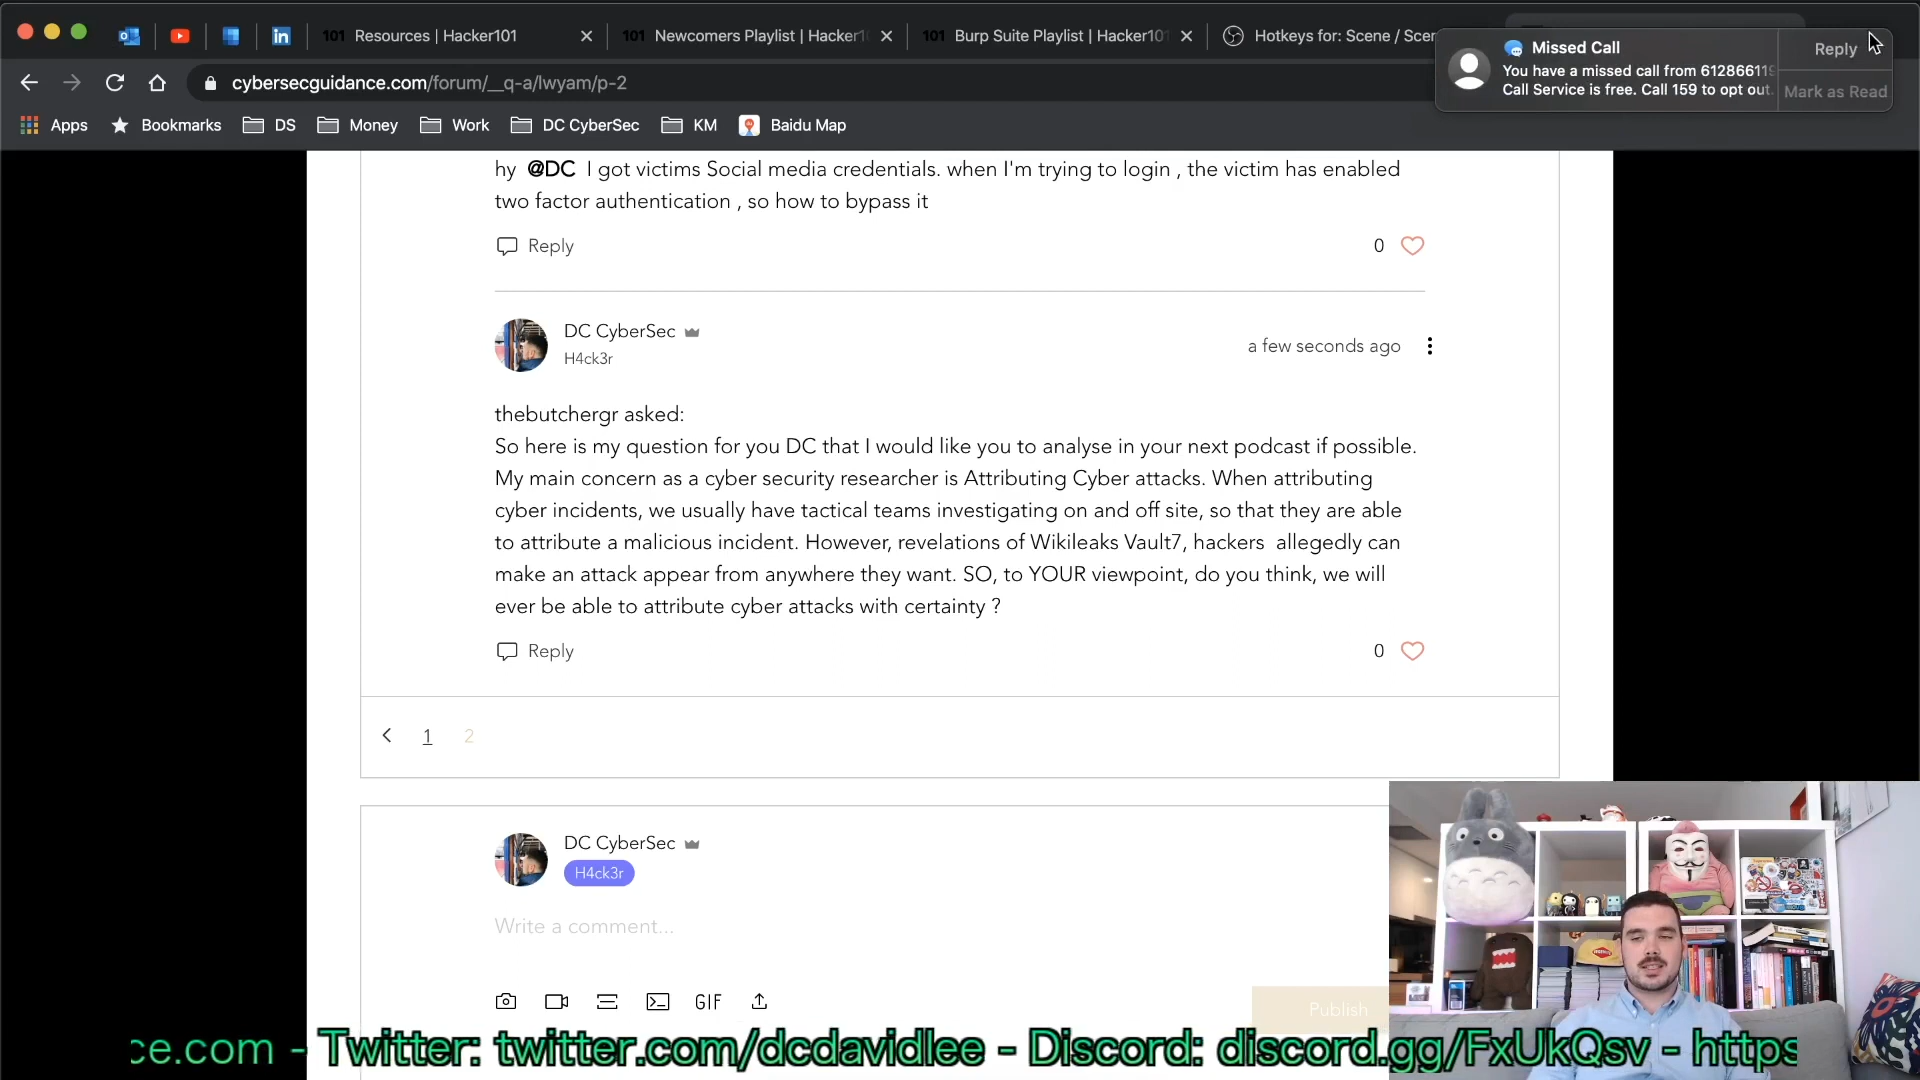 101 Resources | Hacker101
101 Newcomers Playlist | Hacker1
101 Burp Suite Playlist | Hacker101
Hotkeys for: Scene / Scen
Missed Call
You have a missed call from 61286611
Call Service is free. Call 159 to opt out.
Reply
Mark as Read
cybersecguidance.com/forum/__q-a/lwyam/p-2
Apps Bookmarks DS Money Work DC CyberSec KM Baidu Map
hy @DC I got victims Social media credentials. when I'm trying to login , the victim has enabled
two factor authentication , so how to bypass it
Reply 0
DC CyberSec
H4ck3r
a few seconds ago
thebutchergr asked:
So here is my question for you DC that I would like you to analyse in your next podcast if possible.
My main concern as a cyber security researcher is Attributing Cyber attacks. When attributing
cyber incidents, we usually have tactical teams investigating on and off site, so that they are able
to attribute a malicious incident. However, revelations of Wikileaks Vault7, hackers allegedly can
make an attack appear from anywhere they want. SO, to YOUR viewpoint, do you think, we will
ever be able to attribute cyber attacks with certainty ?
Reply 0
1 2
DC CyberSec
H4ck3r
Write a comment...
GIF
Publish
ce.com - Twitter: twitter.com/dcdavidlee - Discord: discord.gg/FxUkQsv - https